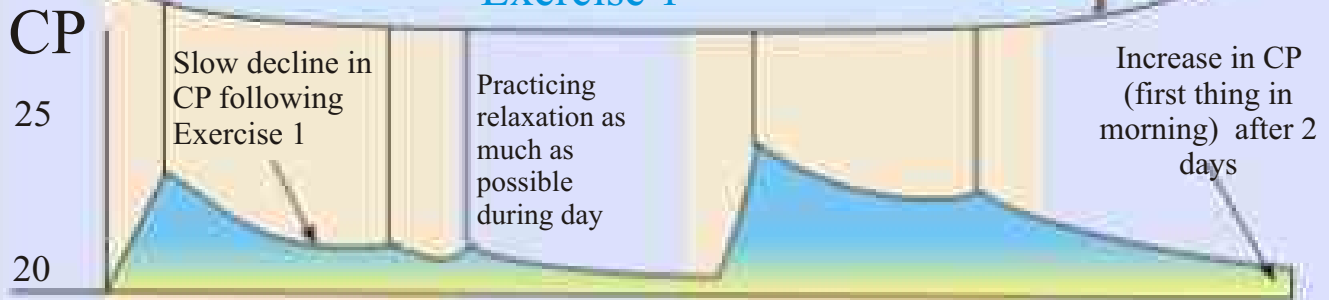 Exercise 1
CP
25
20
Slow decline in
CP following
Exercise 1
Practicing
relaxation as
much as
possible
during day
Increase in CP
(first thing in
morning) after 2
days